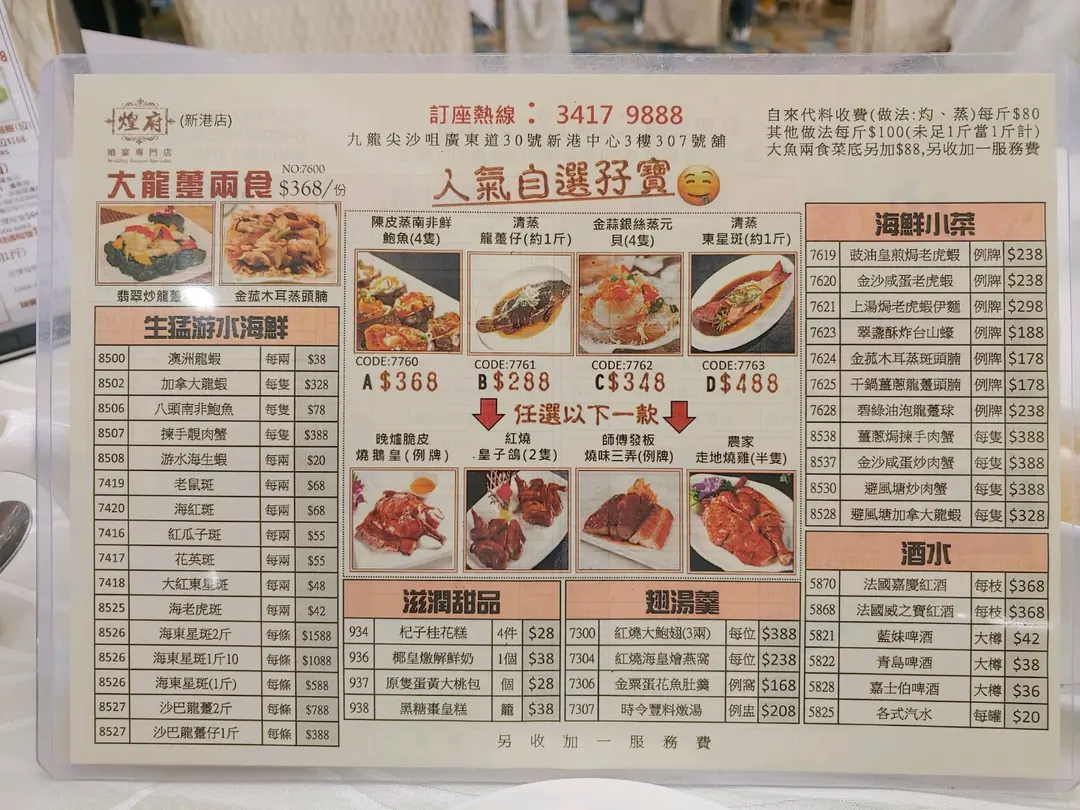 煌府 (新港店)
婚宴專門店
Wedding Banquet Specialist
訂座熱線： 3417 9888
九龍尖沙咀廣東道30號新港中心3樓307號舖
自來代料收費(做法: 灼、蒸)每斤$80
其他做法每斤$100(未足1斤當1斤計)
大魚兩食菜底另加$88,另收加一服務費
大龍躉兩食 NO:7600 $368/份
翡翠炒龍躉
金菰木耳蒸頭腩
生猛游水海鮮
8500 澳洲龍蝦 每兩 $38
8502 加拿大龍蝦 每隻 $328
8506 八頭南非鮑魚 每隻 $78
8507 揀手靚肉蟹 每隻 $388
8508 游水海生蝦 每兩 $20
7419 老鼠斑 每兩 $68
7420 海紅斑 每兩 $68
7416 紅瓜子斑 每兩 $55
7417 花英斑 每兩 $55
7418 大紅東星斑 每兩 $48
8525 海老虎斑 每兩 $42
8526 海東星斑2斤 每條 $1588
8526 海東星斑1斤10 每條 $1088
8526 海東星斑(1斤) 每條 $588
8527 沙巴龍躉2斤 每條 $788
8527 沙巴龍躉仔1斤 每條 $388
人氣自選孖寶
陳皮蒸南非鮮
鮑魚(4隻)
清蒸
龍躉仔(約1斤)
金蒜銀絲蒸元
貝(4隻)
清蒸
東星斑(約1斤)
CODE:7760
A $368
CODE:7761
B $288
CODE:7762
C $348
CODE:7763
D $488
任選以下一款
晚爐脆皮
燒鵝皇(例牌)
紅燒
皇子鴿(2隻)
師傅發板
燒味三弄(例牌)
農家
走地燒雞(半隻)
滋潤甜品
934 杞子桂花糕 4件 $28
936 椰皇燉解鮮奶 1個 $38
937 原隻蛋黃大桃包 個 $28
938 黑糖棗皇糕 籠 $38
翅湯羹
7300 紅燒大鮑翅(3兩) 每位 $388
7304 紅燒海皇燴燕窩 每位 $238
7306 金粟蛋花魚肚羹 例窩 $168
7307 時令豐料燉湯 例盅 $208
海鮮小菜
7619 豉油皇煎焗老虎蝦 例牌 $238
7620 金沙咸蛋老虎蝦 例牌 $238
7621 上湯焗老虎蝦伊麵 例牌 $298
7623 翠盞酥炸台山蠔 例牌 $188
7624 金菰木耳蒸斑頭腩 例牌 $178
7625 干鍋薑蔥龍躉頭腩 例牌 $178
7628 碧綠油泡龍躉球 例牌 $238
8538 薑蔥焗揀手肉蟹 每隻 $388
8537 金沙咸蛋炒肉蟹 每隻 $388
8530 避風塘炒肉蟹 每隻 $388
8528 避風塘加拿大龍蝦 每隻 $328
酒水
5870 法國嘉慶紅酒 每枝 $368
5868 法國威之寶紅酒 每枝 $368
5821 藍妹啤酒 大樽 $42
5822 青島啤酒 大樽 $38
5828 嘉士伯啤酒 大樽 $36
5825 各式汽水 每罐 $20
另收加一服務費